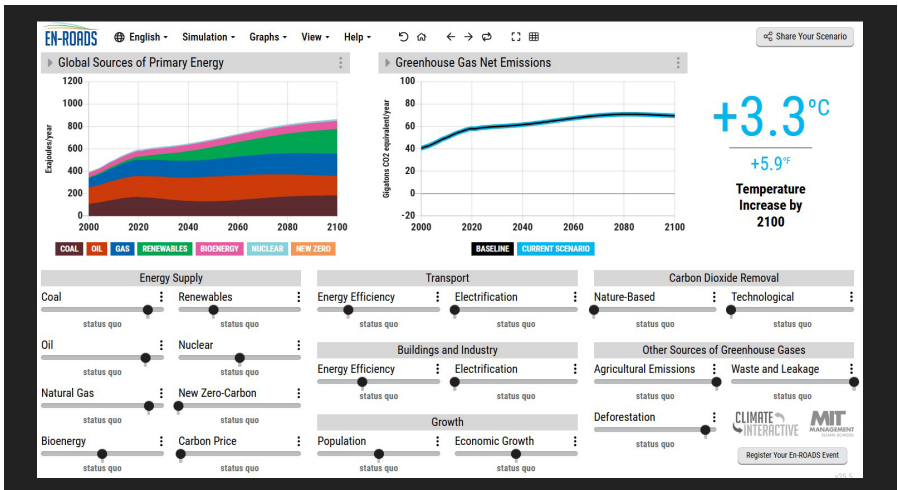 EN-ROADS
English
Simulation
Graphs
View
Help
Share Your Scenario
Global Sources of Primary Energy
Greenhouse Gas Net Emissions
Exajoules/year
1200
1000
800
600
400
200
0
2000 2020 2040 2060 2080 2100
COAL OIL GAS RENEWABLES BIOENERGY NUCLEAR NEW ZERO
Gigatons CO2 equivalent/year
100
80
60
40
20
0
-20
2000 2020 2040 2060 2080 2100
BASELINE CURRENT SCENARIO
+3.3°C
+5.9°F
Temperature
Increase by
2100
Energy Supply
Coal
status quo
Renewables
status quo
Oil
status quo
Nuclear
status quo
Natural Gas
status quo
New Zero-Carbon
status quo
Bioenergy
status quo
Carbon Price
status quo
Transport
Energy Efficiency
status quo
Electrification
status quo
Buildings and Industry
Energy Efficiency
status quo
Electrification
status quo
Growth
Population
status quo
Economic Growth
status quo
Carbon Dioxide Removal
Nature-Based
status quo
Technological
status quo
Other Sources of Greenhouse Gases
Agricultural Emissions
status quo
Waste and Leakage
status quo
Deforestation
status quo
CLIMATE
INTERACTIVE
MIT
MANAGEMENT
SLOAN SCHOOL
Register Your En-ROADS Event